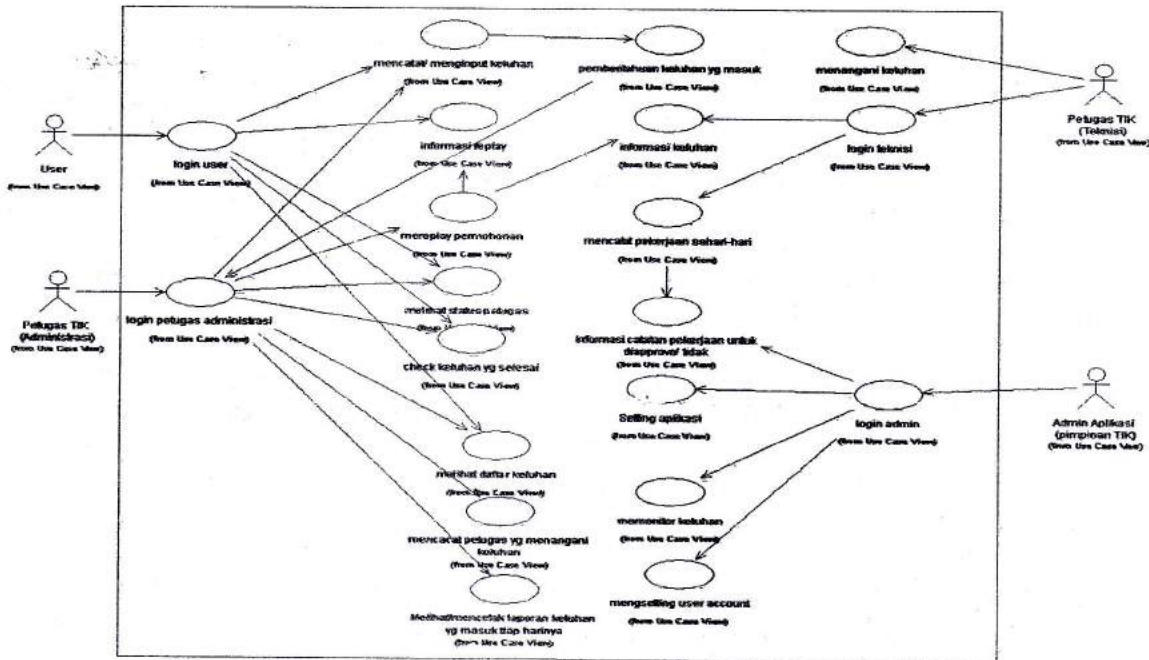 mencatat/ menginput keluhan
(from Use Case View)
pemberitahuan keluhan yg masuk
(from Use Case View)
menangani keluhan
(from Use Case View)
Petugas TIK
(Teknisi)
(from Use Case View)
User
(from Use Case View)
login user
(from Use Case View)
informasi replay
(from Use Case View)
informasi keluhan
(from Use Case View)
login teknisi
(from Use Case View)
mereplay permohonan
(from Use Case View)
mencatat pekerjaan sehari-hari
(from Use Case View)
Petugas TIK
(Administrasi)
(from Use Case View)
login petugas administrasi
(from Use Case View)
melihat status petugas
(from Use Case View)
informasi catatan pekerjaan untuk
diapprove/ tidak
(from Use Case View)
check keluhan yg selesai
(from Use Case View)
Setting aplikasi
(from Use Case View)
login admin
(from Use Case View)
Admin Aplikasi
(pimpinan TIK)
(from Use Case View)
melihat daftar keluhan
(from Use Case View)
memonitor keluhan
(from Use Case View)
mencacat petugas yg menangani
keluhan
(from Use Case View)
mengsetting user account
(from Use Case View)
Melihat/mencetak laporan keluhan
yg masuk tiap harinya
(from Use Case View)